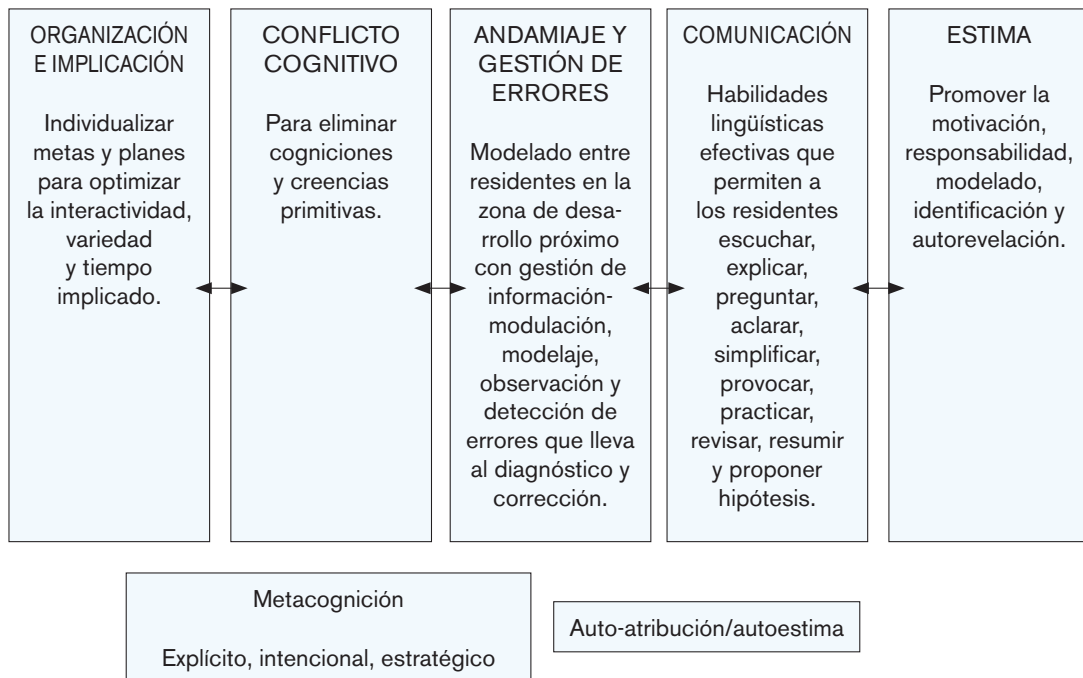 ORGANIZACIÓN
E IMPLICACIÓN
Individualizar
metas y planes
para optimizar
la interactividad,
variedad
y tiempo
implicado.
CONFLICTO
COGNITIVO
Para eliminar
cogniciones
y creencias
primitivas.
ANDAMIAJE Y
GESTIÓN DE
ERRORES
Modelado entre
residentes en la
zona de desa-
rrollo próximo
con gestión de
información-
modulación,
modelaje,
observación y
detección de
errores que lleva
al diagnóstico y
corrección.
COMUNICACIÓN
Habilidades
lingüísticas
efectivas que
permiten a
los residentes
escuchar,
explicar,
preguntar,
aclarar,
simplificar,
provocar,
practicar,
revisar, resumir
y proponer
hipótesis.
ESTIMA
Promover la
motivación,
responsabilidad,
modelado,
identificación y
autorevelación.
Metacognición
Explícito, intencional, estratégico
Auto-atribución/autoestima